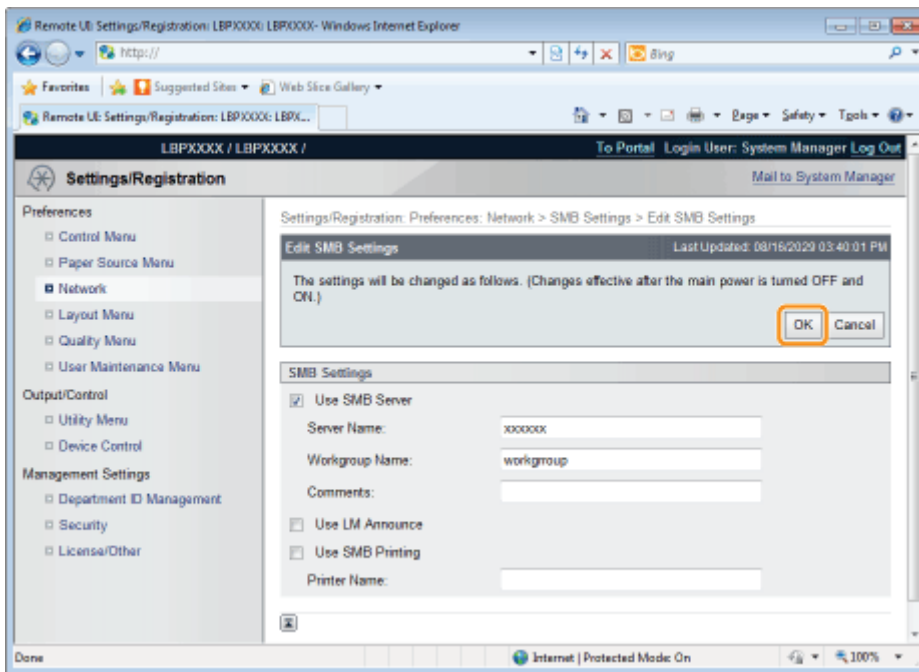 Remote UI: Settings/Registration: LBPXXXX: LBPXXXX- Windows Internet Explorer
http://
Bing
Favorites Suggested Sites Web Slice Gallery
Remote UI: Settings/Registration: LBPXXXX: LBPX...
Page Safety Tools
LBPXXXX / LBPXXXX /
To Portal Login User: System Manager Log Out
Settings/Registration
Mail to System Manager
Preferences
Control Menu
Paper Source Menu
Network
Layout Menu
Quality Menu
User Maintenance Menu
Output/Control
Utility Menu
Device Control
Management Settings
Department ID Management
Security
License/Other
Settings/Registration: Preferences: Network > SMB Settings > Edit SMB Settings
Edit SMB Settings
Last Updated: 08/16/2029 03:40:01 PM
The settings will be changed as follows. (Changes effective after the main power is turned OFF and
ON.)
OK Cancel
SMB Settings
Use SMB Server
Server Name: xxxxxx
Workgroup Name: workgrroup
Comments:
Use LM Announce
Use SMB Printing
Printer Name:
Done
Internet | Protected Mode: On
100%